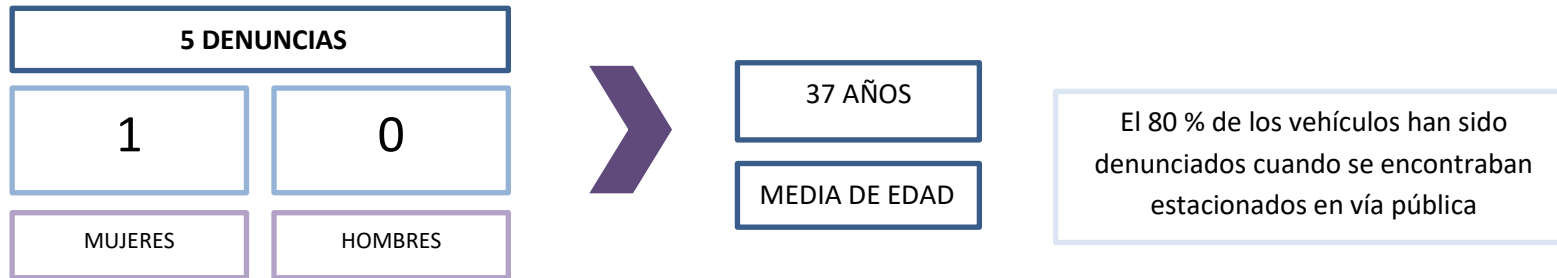 5 DENUNCIAS
1
0
MUJERES
HOMBRES
37 AÑOS
MEDIA DE EDAD
El 80 % de los vehículos han sido
denunciados cuando se encontraban
estacionados en vía pública